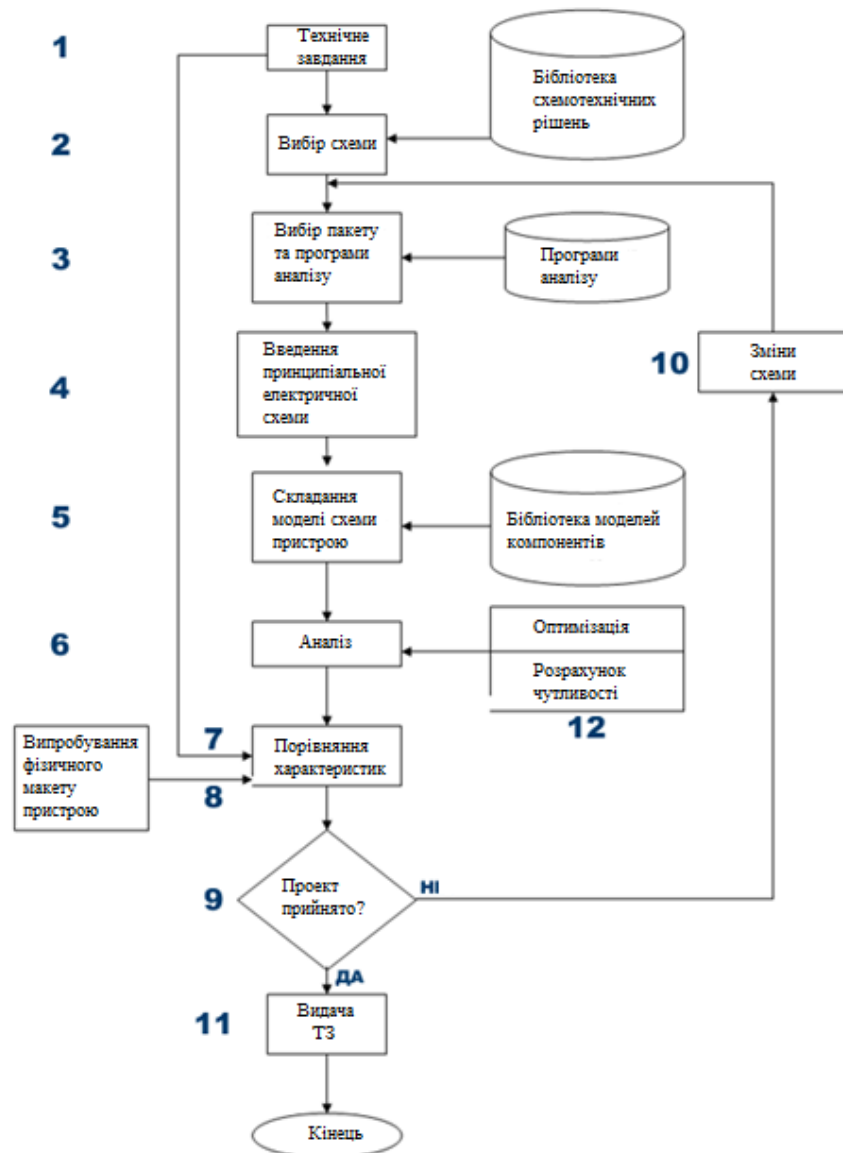 1
Технічне
завдання
Бібліотека
схемотехнічних
рішень
2
Вибір схеми
3
Вибір пакету
та програми
аналізу
Програми
аналізу
4
Введення
принципіальної
електричної
схеми
10
Зміни
схеми
5
Складання
моделі схеми
пристрою
Бібліотека моделей
компонентів
6
Аналіз
Оптимізація
Розрахунок
чутливості
12
7
Порівняння
характеристик
Випробування
фізичного
макету
пристрою
8
9
Проект
прийнято?
НІ
ДА
11
Видача
ТЗ
Кінець